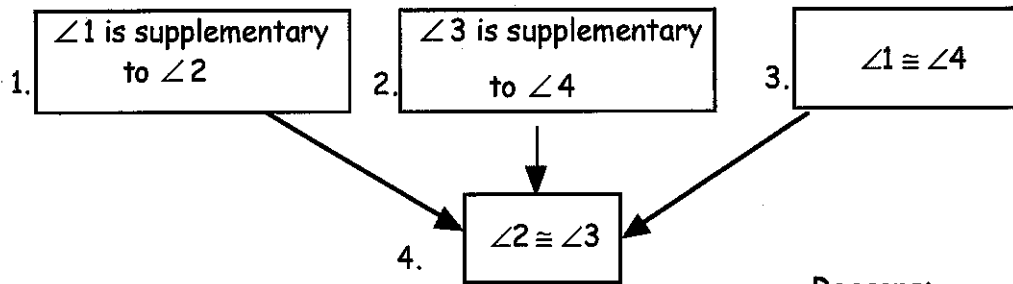 1. ∠1 is supplementary
to ∠2
2. ∠3 is supplementary
to ∠4
3. ∠1 ≅ ∠4
4. ∠2 ≅ ∠3